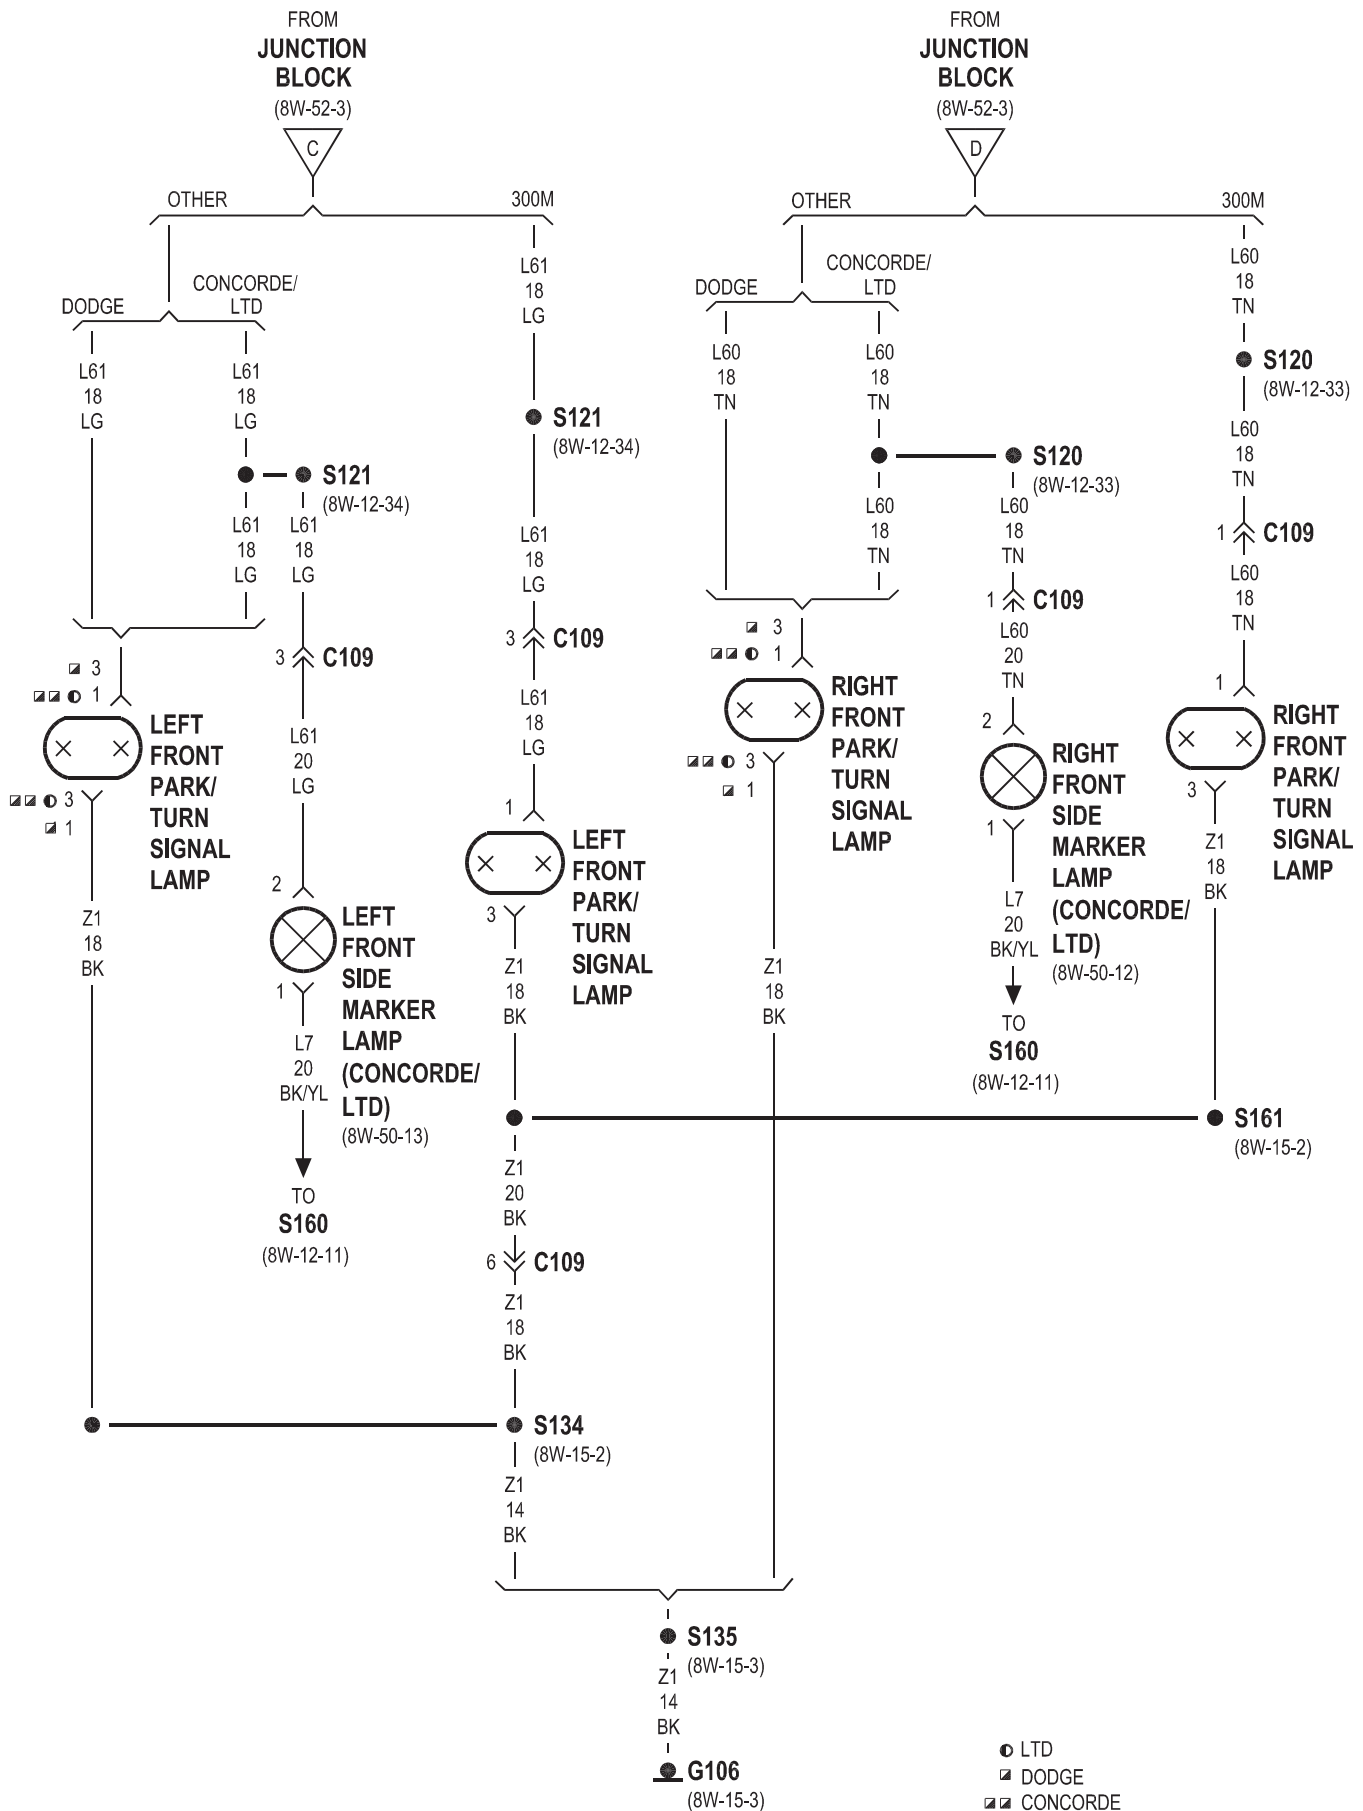 FROM
JUNCTION
BLOCK
(8W-52-3)
C
OTHER
300M
DODGE
CONCORDE/
LTD
L61
18
LG
L61
18
LG
L61
18
LG
S121
(8W-12-34)
S121
(8W-12-34)
L61
18
LG
L61
18
LG
L61
18
LG
3
C109
3
C109
3
1
LEFT
FRONT
PARK/
TURN
SIGNAL
LAMP
3
1
L61
20
LG
L61
18
LG
2
LEFT
FRONT
SIDE
MARKER
LAMP
(CONCORDE/
LTD)
(8W-50-13)
1
L7
20
BK/YL
TO
S160
(8W-12-11)
1
LEFT
FRONT
PARK/
TURN
SIGNAL
LAMP
3
Z1
18
BK
Z1
18
BK
Z1
20
BK
6
C109
Z1
18
BK
S134
(8W-15-2)
Z1
14
BK
FROM
JUNCTION
BLOCK
(8W-52-3)
D
OTHER
300M
DODGE
CONCORDE/
LTD
L60
18
TN
L60
18
TN
L60
18
TN
S120
(8W-12-33)
S120
(8W-12-33)
L60
18
TN
L60
18
TN
L60
18
TN
1
C109
1
C109
L60
20
TN
L60
18
TN
3
1
RIGHT
FRONT
PARK/
TURN
SIGNAL
LAMP
3
1
2
RIGHT
FRONT
SIDE
MARKER
LAMP
(CONCORDE/
LTD)
(8W-50-12)
1
L7
20
BK/YL
TO
S160
(8W-12-11)
1
RIGHT
FRONT
PARK/
TURN
SIGNAL
LAMP
3
Z1
18
BK
Z1
18
BK
S161
(8W-15-2)
S135
(8W-15-3)
Z1
14
BK
G106
(8W-15-3)
LTD
DODGE
CONCORDE